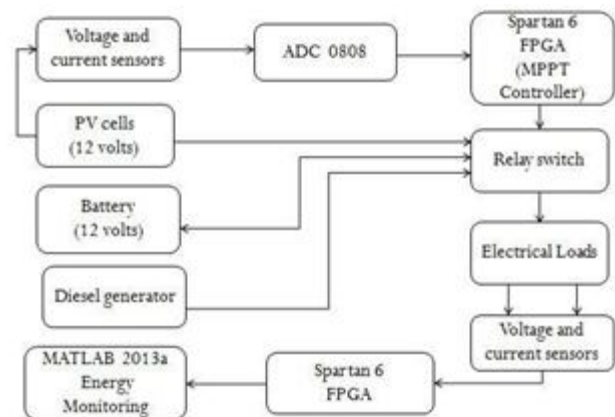 Voltage and
current sensors
ADC 0808
Spartan 6
FPGA
(MPPT
Controller)
PV cells
(12 volts)
Relay switch
Battery
(12 volts)
Electrical Loads
Diesel generator
Voltage and
current sensors
MATLAB 2013a
Energy
Monitoring
Spartan 6
FPGA